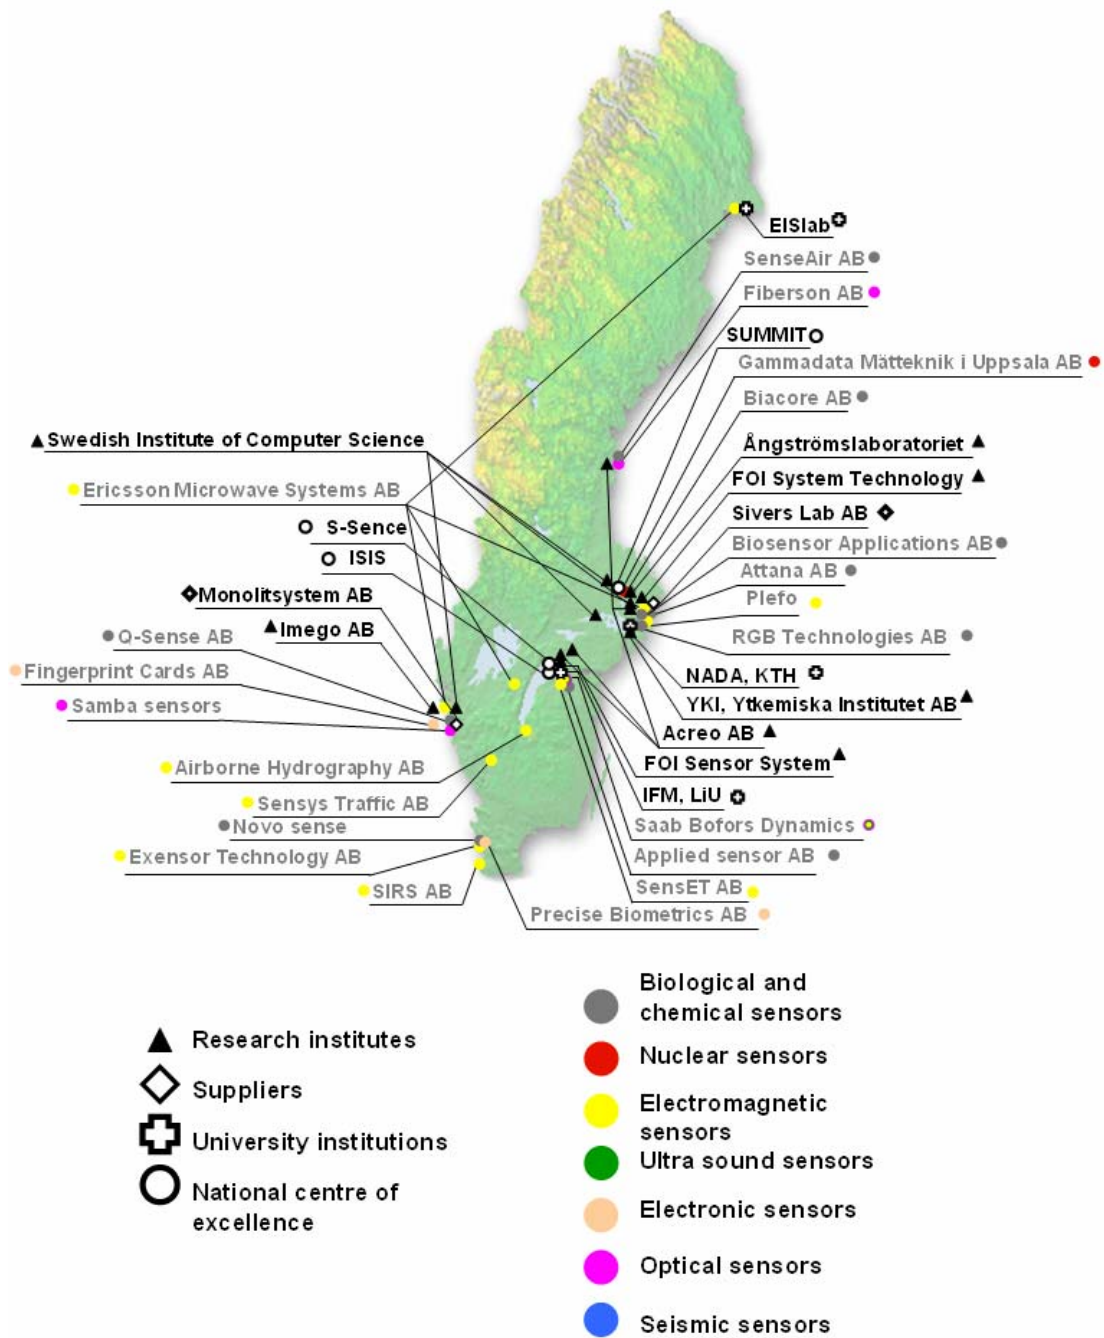 EISlab
SenseAir AB
Fiberson AB
SUMMIT
Gammadata Mätteknik i Uppsala AB
Biacore AB
Swedish Institute of Computer Science
Ångströmslaboratoriet
FOI System Technology
Ericsson Microwave Systems AB
Sivers Lab AB
S-Sence
Biosensor Applications AB
ISIS
Attana AB
Monolitsystem AB
Plefo
Imego AB
Q-Sense AB
RGB Technologies AB
Fingerprint Cards AB
NADA, KTH
Samba sensors
YKI, Ytkemiska Institutet AB
Acreo AB
Airborne Hydrography AB
FOI Sensor System
Sensys Traffic AB
IFM, LiU
Novo sense
Saab Bofors Dynamics
Exensor Technology AB
Applied sensor AB
SIRS AB
SensET AB
Precise Biometrics AB
Research institutes
Suppliers
University institutions
National centre of
excellence
Biological and
chemical sensors
Nuclear sensors
Electromagnetic
sensors
Ultra sound sensors
Electronic sensors
Optical sensors
Seismic sensors